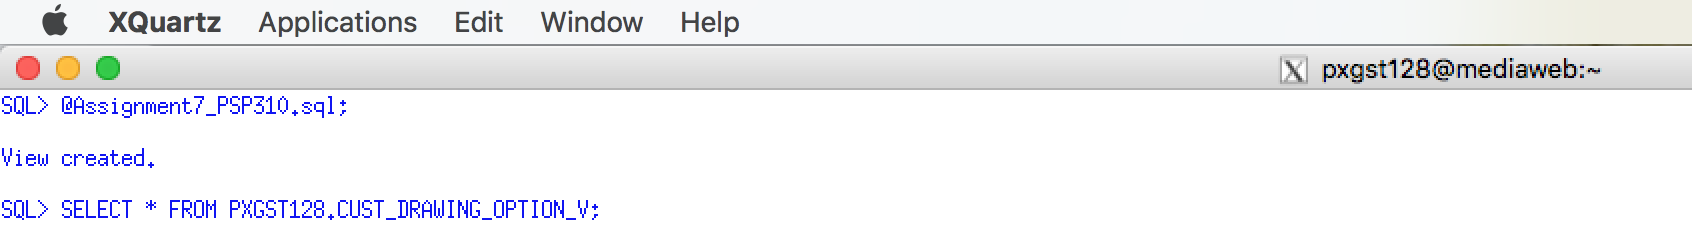 XQuartz Applications Edit Window Help
pxgst128@mediaweb:~
SQL> @Assignment7_PSP310.sql;
View created.
SQL> SELECT * FROM PXGST128.CUST_DRAWING_OPTION_V;